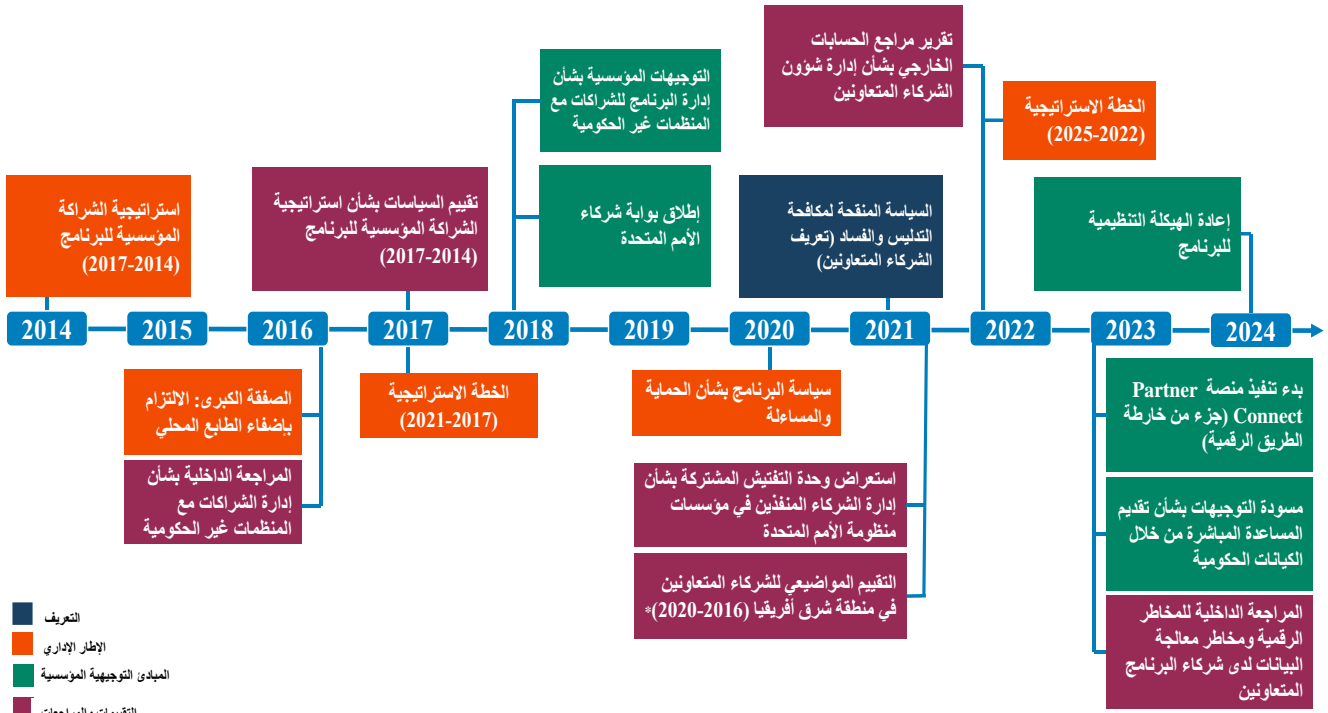 تقرير مراجع الحسابات
الخارجي بشأن إدارة شؤون
الشركاء المتعاونين
التوجيهات المؤسسية بشأن
إدارة البرنامج للشراكات مع
المنظمات غير الحكومية
الخطة الاستراتيجية
(2025-2022)
استراتيجية الشراكة
المؤسسية للبرنامج
(2017-2014)
تقييم السياسات بشأن استراتيجية
الشراكة المؤسسية للبرنامج
(2017-2014)
إطلاق بوابة شركاء
الأمم المتحدة
السياسة المنقحة لمكافحة
التدليس والفساد (تعريف
الشركاء المتعاونين)
إعادة الهيكلة التنظيمية
للبرنامج
2014
2015
2016
2017
2018
2019
2020
2021
2022
2023
2024
الصفقة الكبرى: الالتزام
بإضفاء الطابع المحلي
المراجعة الداخلية بشأن
إدارة الشراكات مع
المنظمات غير الحكومية
الخطة الاستراتيجية
(2021-2017)
سياسة البرنامج بشأن الحماية
والمساءلة
استعراض وحدة التفتيش المشتركة بشأن
إدارة الشركاء المنفذين في مؤسسات
منظومة الأمم المتحدة
التقييم المواضيعي للشركاء المتعاونين
في منطقة شرق أفريقيا (2016-2020)*
بدء تنفيذ منصة Partner
Connect (جزء من خارطة
الطريق الرقمية)
مسودة التوجيهات بشأن تقديم
المساعدة المباشرة من خلال
الكيانات الحكومية
المراجعة الداخلية للمخاطر
الرقمية ومخاطر معالجة
البيانات لدى شركاء البرنامج
المتعاونين
التعريف
الإطار الإداري
المبادئ التوجيهية المؤسسية